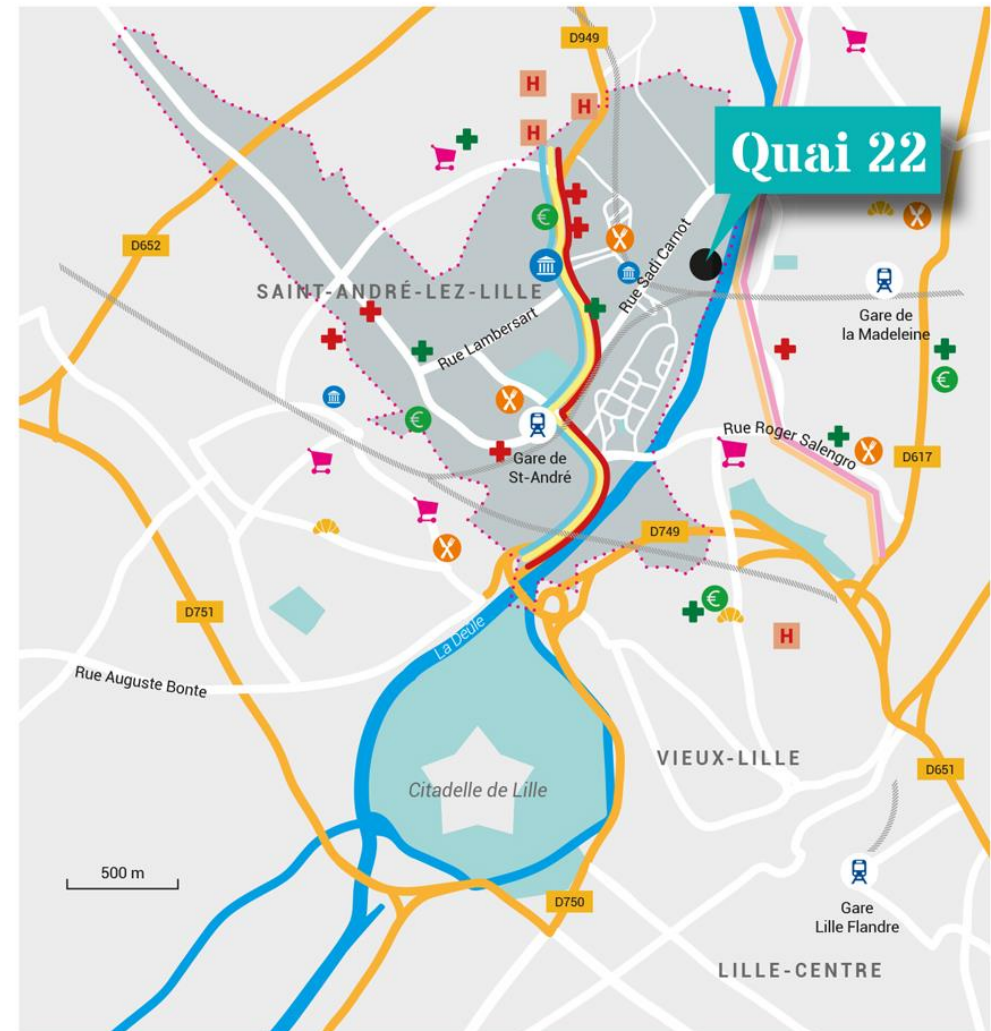 D949
H
H
H
Quai 22
D652
SAINT-ANDRÉ-LEZ-LILLE
Rue Sadi Carnot
Rue Lambersart
Gare de
la Madeleine
€
€
€
Gare de
St-André
Rue Roger Salengro
D617
D749
€
H
D751
La Deule
Rue Auguste Bonte
VIEUX-LILLE
D651
Citadelle de Lille
500 m
D750
Gare
Lille Flandre
LILLE-CENTRE